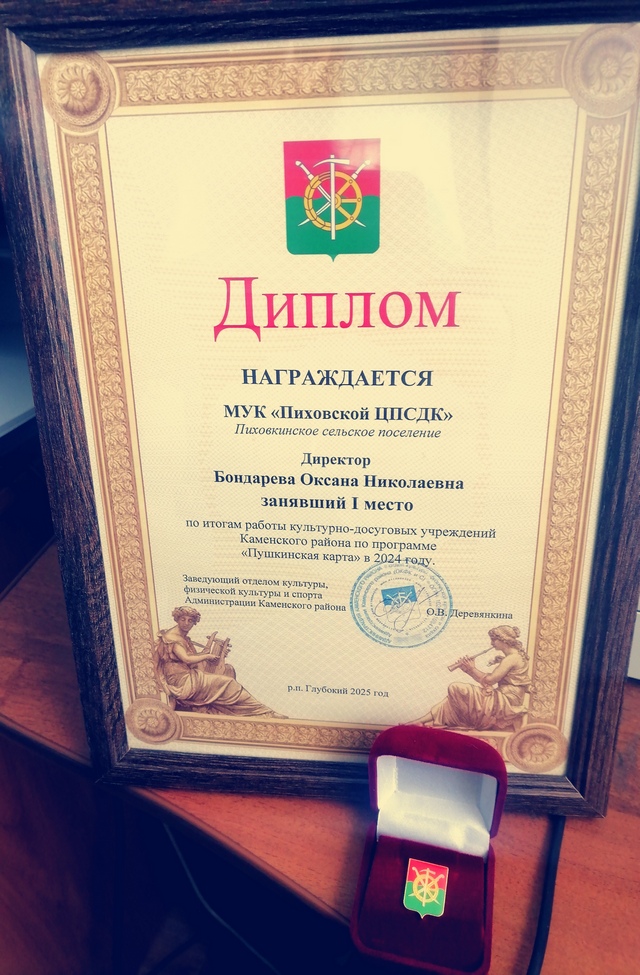 Диплом
НАГРАЖДАЕТСЯ
МУК «Пиховской ЦПСДК»
Пиховкинское сельское поселение
Директор
Бондарева Оксана Николаевна
занявший I место
по итогам работы культурно-досуговых учреждений
Каменского района по программе
«Пушкинская карта» в 2024 году.
Заведующий отделом культуры,
физической культуры и спорта
Администрации Каменского района
О.В. Деревянкина
р.п. Глубокий 2025 год